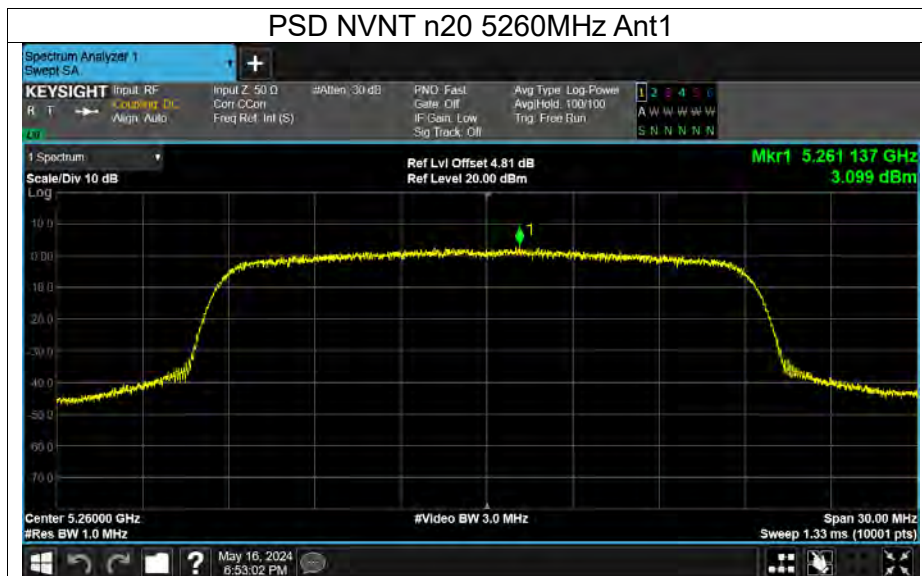 PSD NVNT n20 5260MHz Ant1
Spectrum Analyzer 1
Swept SA
+
KEYSIGHT Input: RF Input Z: 50 Ω #Atten: 30 dB PNO: Fast Avg Type: Log-Power 1 2 3 4 5 6
R T Coupling: DC Corr CCorr Gate: Off Avg|Hold: 100/100 A W W W W W
Align: Auto Freq Ref: Int (S) IF Gain: Low Trig: Free Run
Sig Track: Off S N N N N N
1 Spectrum
Ref Lvl Offset 4.81 dB Mkr1 5.261 137 GHz
Scale/Div 10 dB Ref Level 20.00 dBm 3.099 dBm
Log
10.0
1
0.00
-10.0
-20.0
-30.0
-40.0
-50.0
-60.0
-70.0
Center 5.26000 GHz #Video BW 3.0 MHz Span 30.00 MHz
#Res BW 1.0 MHz Sweep 1.33 ms (10001 pts)
? May 16, 2024
6:53:02 PM